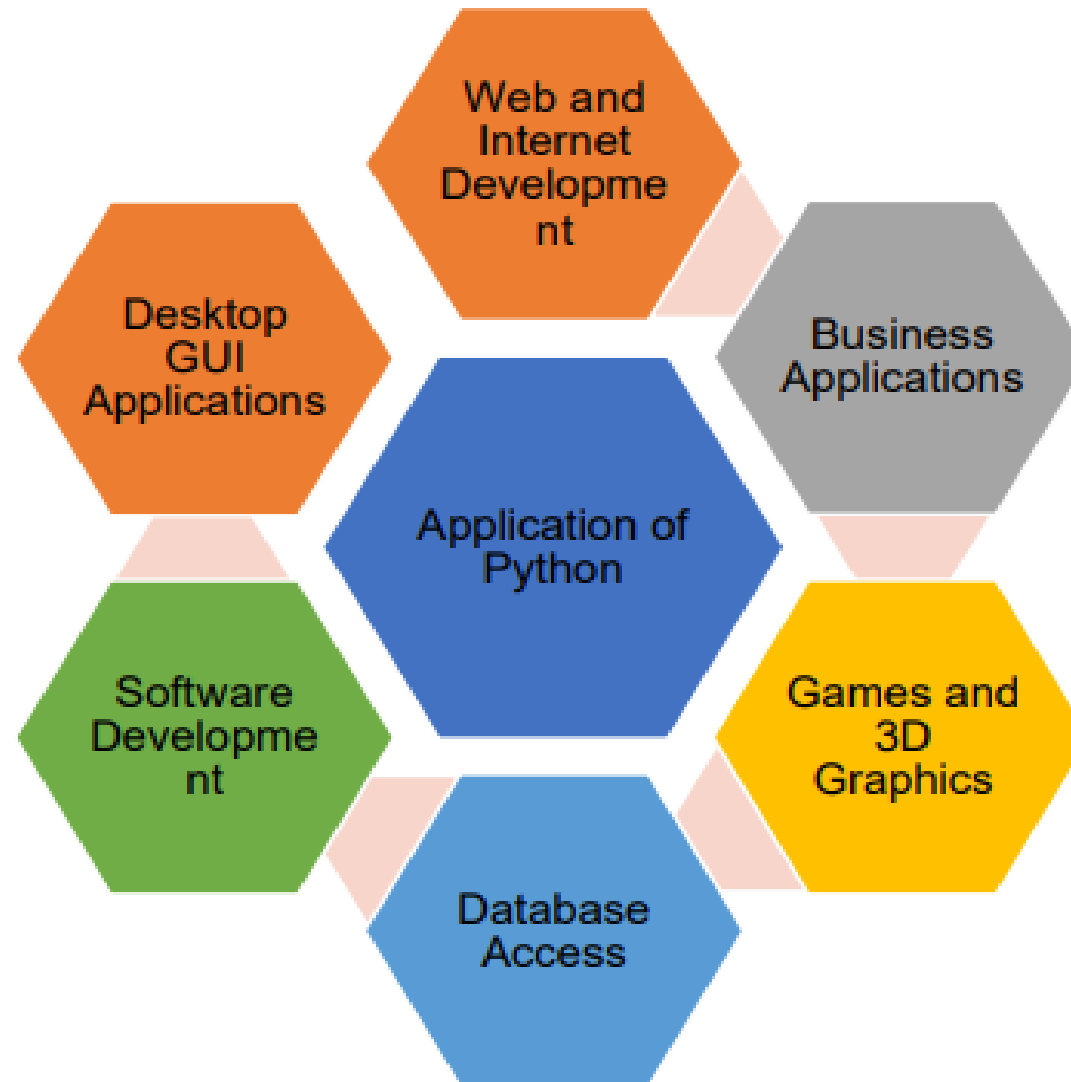 Web and
Internet
Developme
nt
Desktop
GUI
Applications
Business
Applications
Application of
Python
Software
Developme
nt
Games and
3D
Graphics
Database
Access